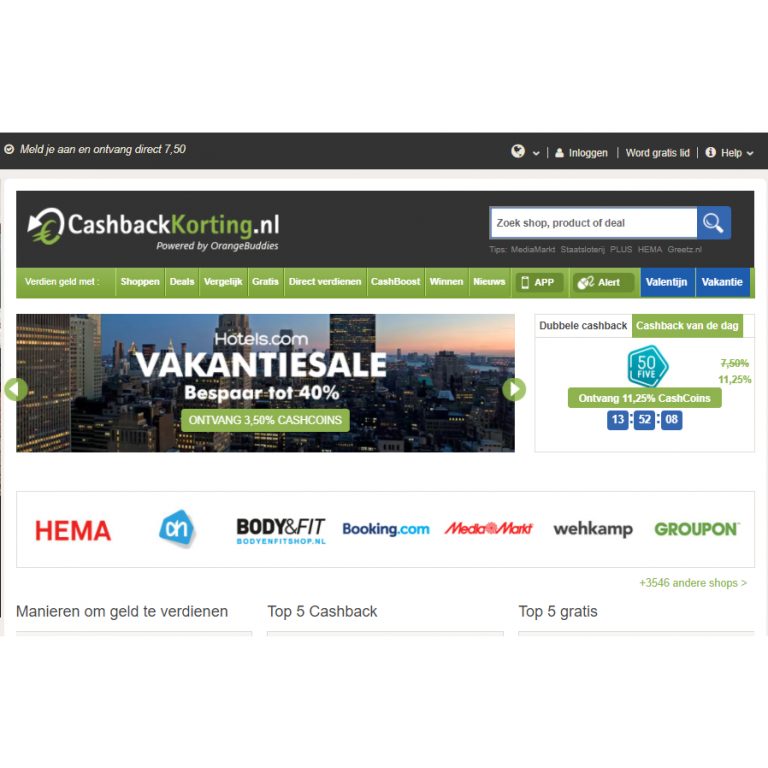 Meld je aan en ontvang direct 7,50
Inloggen | Word gratis lid | Help
CashbackKorting.nl
Powered by OrangeBuddies
Zoek shop, product of deal
Tips: MediaMarkt Staatsloterij PLUS HEMA Greetz.nl
Verdien geld met : Shoppen Deals Vergelijk Gratis Direct verdienen CashBoost Winnen Nieuws APP Alert Valentijn Vakantie
Hotels.com
VAKANTIESALE
Bespaar tot 40%
ONTVANG 3,50% CASHCOINS
Dubbele cashback Cashback van de dag
50
FIVE
7,50%
11,25%
Ontvang 11,25% CashCoins
13 : 52 : 08
HEMA ah BODY&FIT Booking.com MediaMarkt wehkamp GROUPON
BODYENFITSHOP.NL
+3546 andere shops >
Manieren om geld te verdienen Top 5 Cashback Top 5 gratis